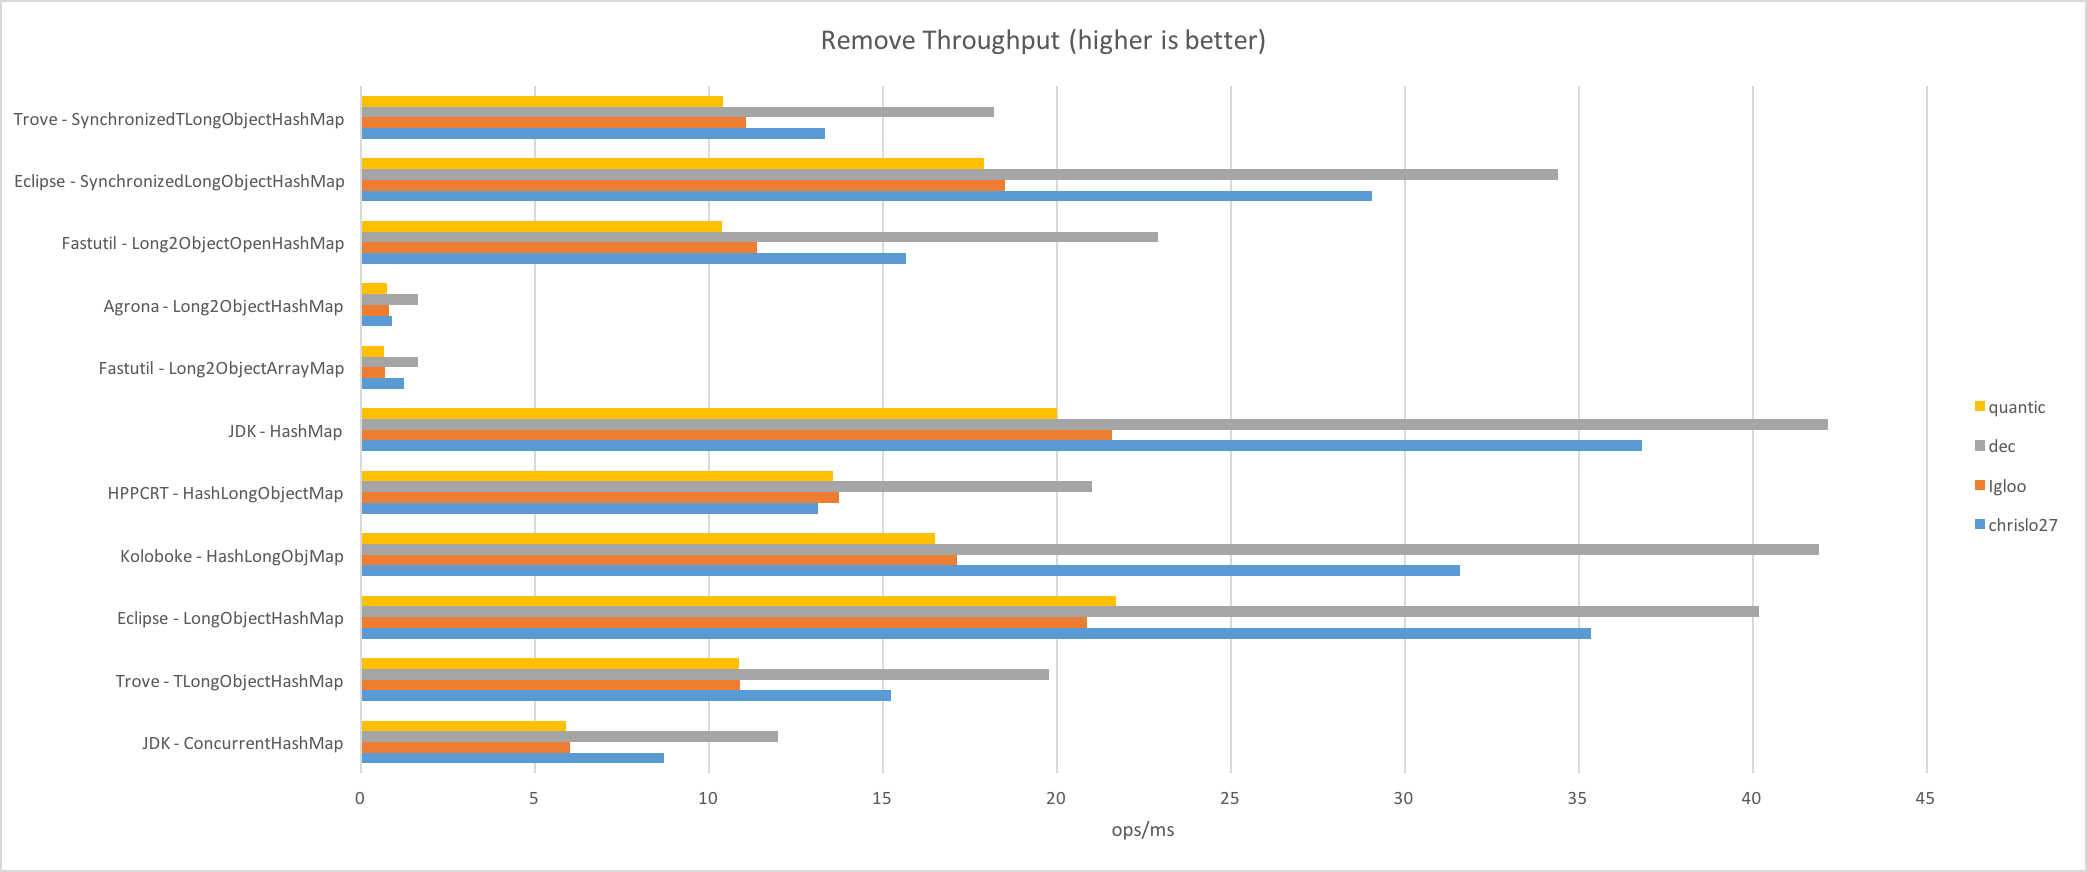 Remove Throughput (higher is better)
Trove - SynchronizedTLongObjectHashMap
Eclipse - SynchronizedLongObjectHashMap
Fastutil - Long2ObjectOpenHashMap
Agrona - Long2ObjectHashMap
Fastutil - Long2ObjectArrayMap
JDK - HashMap
HPPCRT - HashLongObjectMap
Koloboke - HashLongObjMap
Eclipse - LongObjectHashMap
Trove - TLongObjectHashMap
JDK - ConcurrentHashMap
0 5 10 15 20 25 30 35 40 45
ops/ms
quantic
dec
Igloo
chrislo27